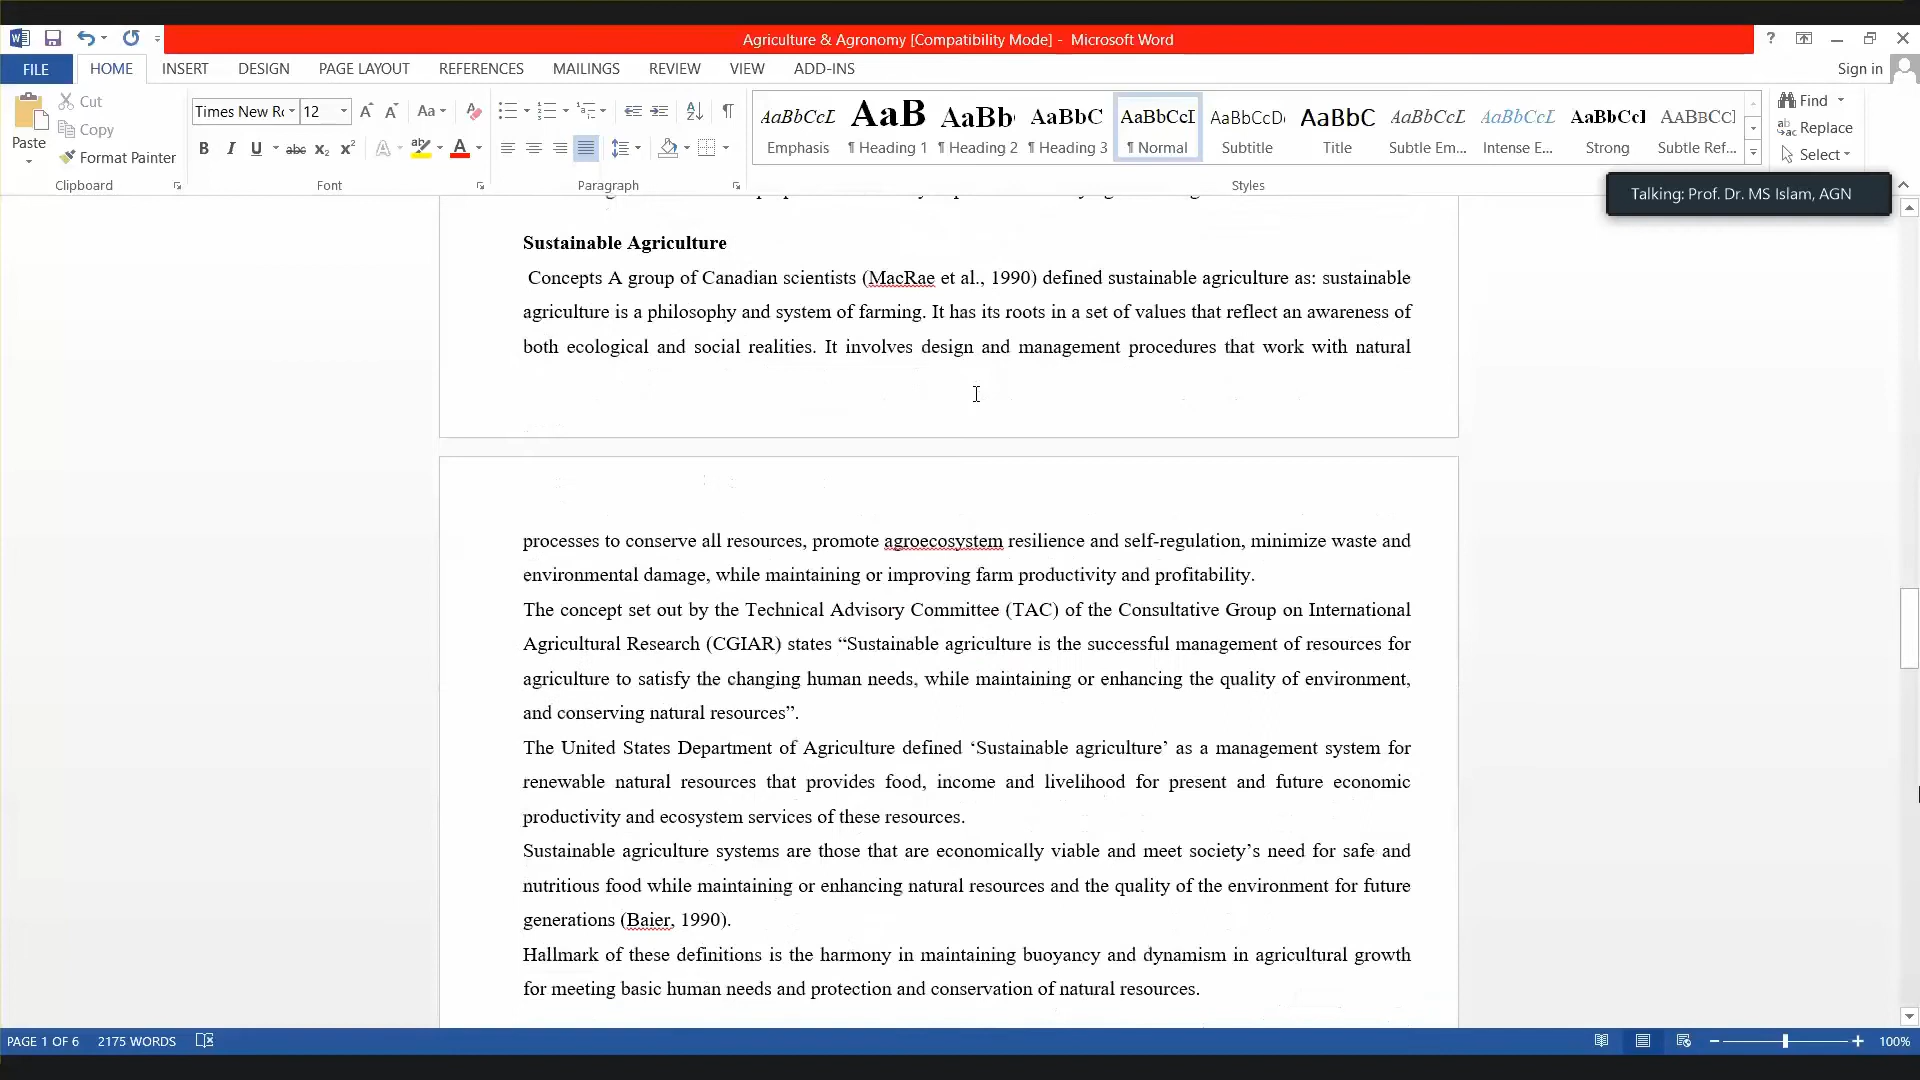 Agriculture & Agronomy [Compatibility Mode] - Microsoft Word
FILE HOME INSERT DESIGN PAGE LAYOUT REFERENCES MAILINGS REVIEW VIEW ADD-INS Sign in
Paste
Cut
Copy
Format Painter
Clipboard
Times New Ro 12
Font
Paragraph
AaBbCcL AaB AaBb AaBbC AaBbCcI AaBbCcD AaBbC AaBbCcL AaBbCcL AaBbCcI AaBbCcI
Emphasis ¶ Heading 1 ¶ Heading 2 ¶ Heading 3 ¶ Normal Subtitle Title Subtle Em... Intense E... Strong Subtle Ref...
Styles
Find
Replace
Select
Talking: Prof. Dr. MS Islam, AGN
Sustainable Agriculture
Concepts A group of Canadian scientists (MacRae et al., 1990) defined sustainable agriculture as: sustainable
agriculture is a philosophy and system of farming. It has its roots in a set of values that reflect an awareness of
both ecological and social realities. It involves design and management procedures that work with natural
processes to conserve all resources, promote agroecosystem resilience and self-regulation, minimize waste and
environmental damage, while maintaining or improving farm productivity and profitability.
The concept set out by the Technical Advisory Committee (TAC) of the Consultative Group on International
Agricultural Research (CGIAR) states “Sustainable agriculture is the successful management of resources for
agriculture to satisfy the changing human needs, while maintaining or enhancing the quality of environment,
and conserving natural resources”.
The United States Department of Agriculture defined ‘Sustainable agriculture’ as a management system for
renewable natural resources that provides food, income and livelihood for present and future economic
productivity and ecosystem services of these resources.
Sustainable agriculture systems are those that are economically viable and meet society’s need for safe and
nutritious food while maintaining or enhancing natural resources and the quality of the environment for future
generations (Baier, 1990).
Hallmark of these definitions is the harmony in maintaining buoyancy and dynamism in agricultural growth
for meeting basic human needs and protection and conservation of natural resources.
PAGE 1 OF 6 2175 WORDS 100%